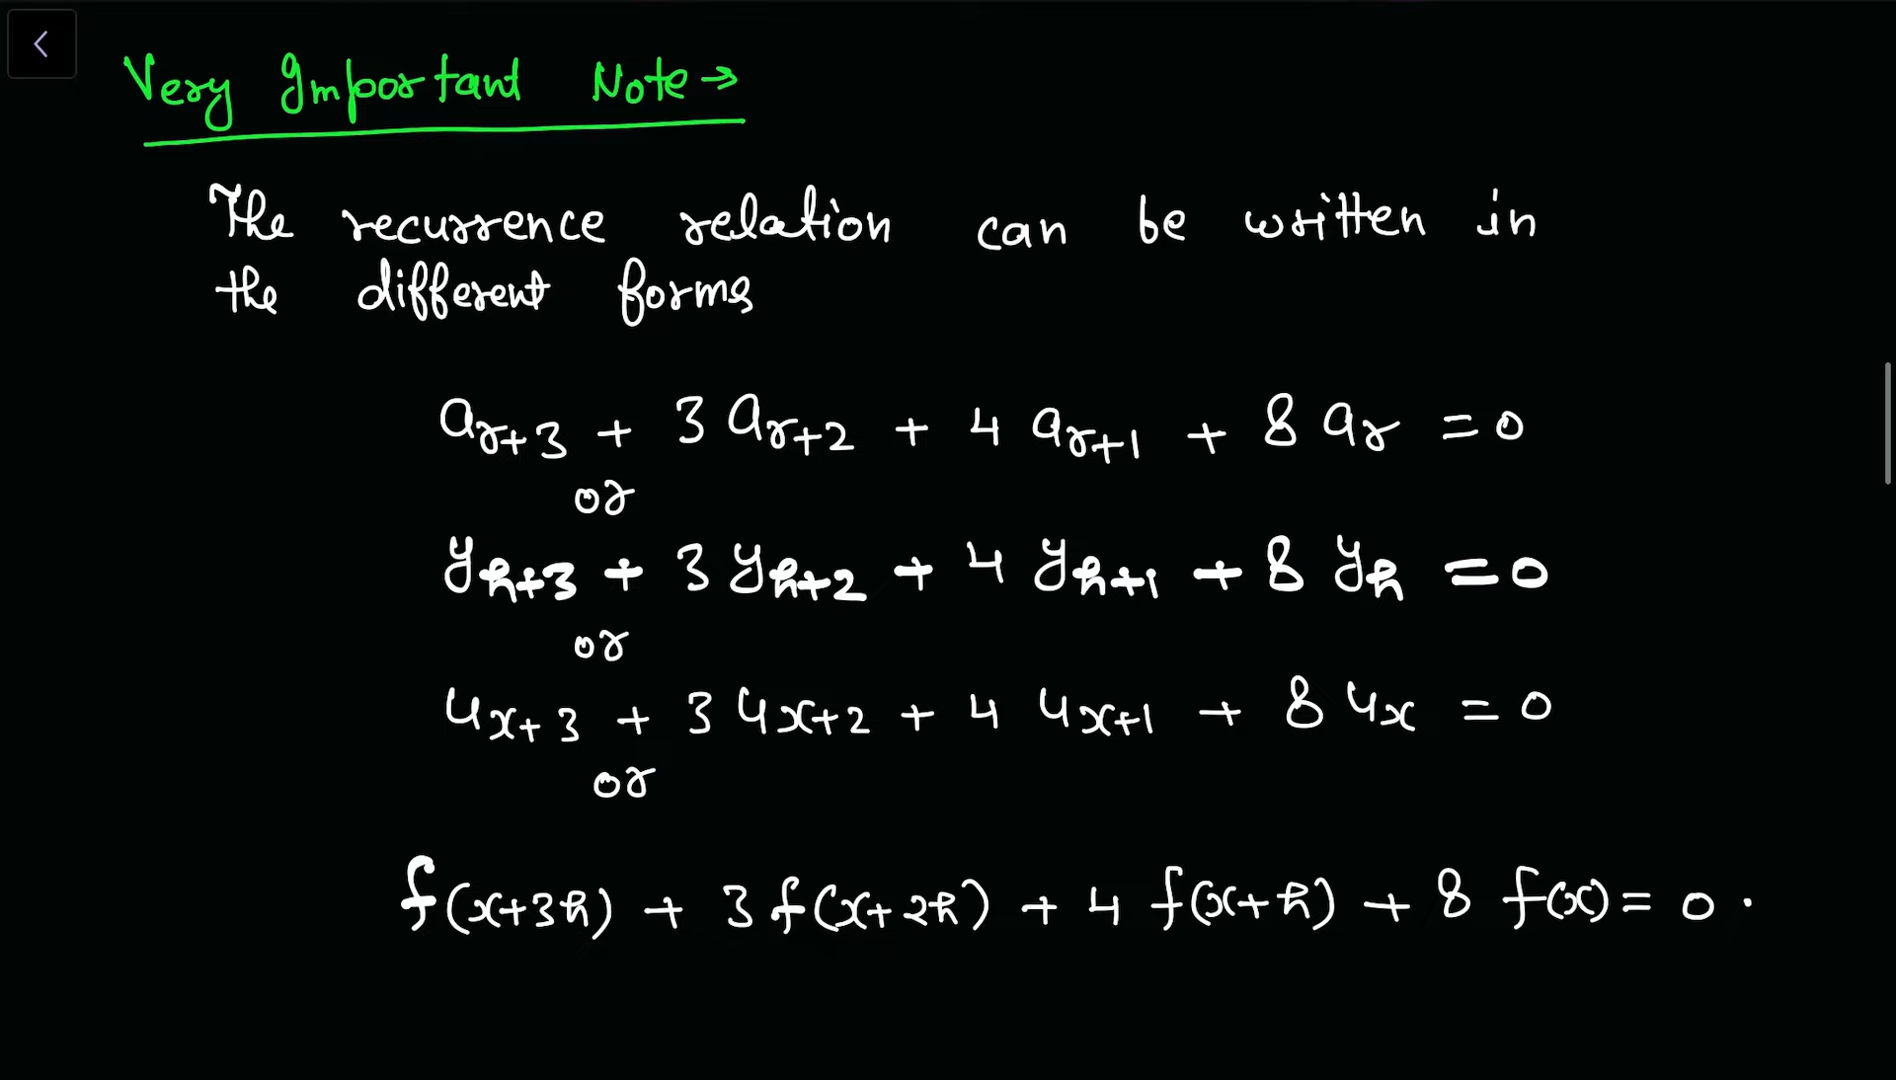 Very Important Note →
The recurrence relation can be written in
the different forms
a_{r+3} + 3 a_{r+2} + 4 a_{r+1} + 8 a_r = 0
or
y_{h+3} + 3 y_{h+2} + 4 y_{h+1} + 8 y_h = 0
or
u_{x+3} + 3 u_{x+2} + 4 u_{x+1} + 8 u_x = 0
or
f(x+3h) + 3 f(x+2h) + 4 f(x+h) + 8 f(x) = 0 .